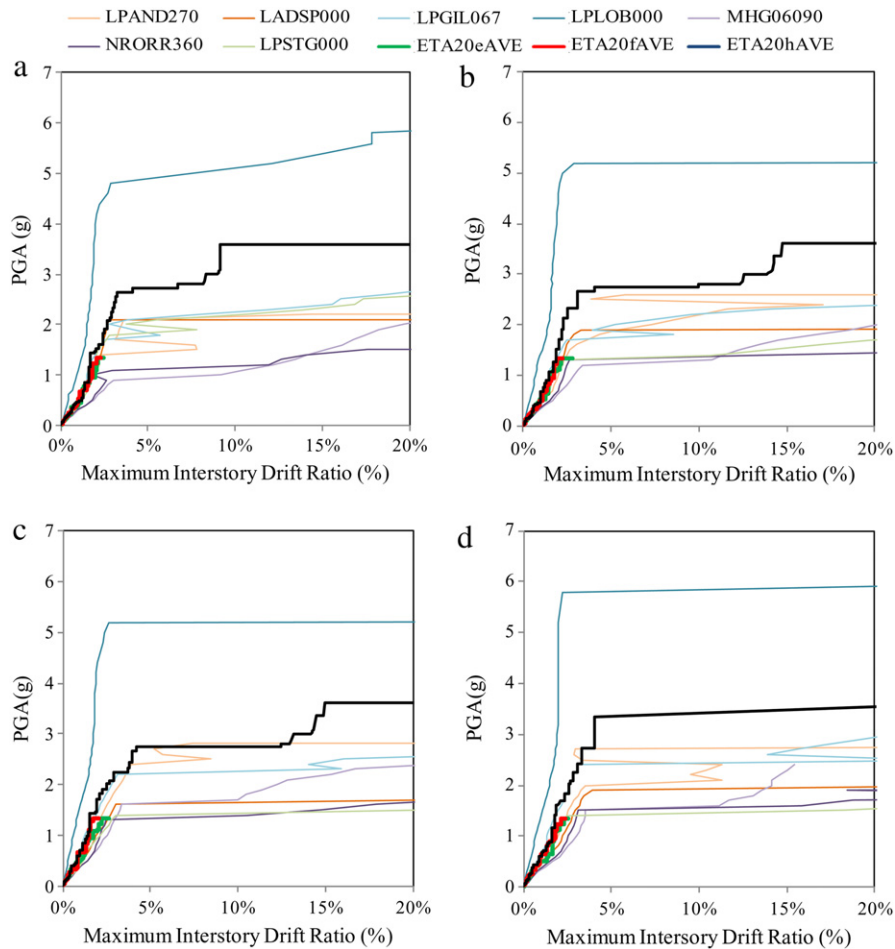 LPAND270 LADSP000 LPGIL067 LPLOB000 MHG06090
NRORR360 LPSTG000 ETA20eAVE ETA20fAVE ETA20hAVE
a
7
6
5
4
3
2
1
0
PGA (g)
0% 5% 10% 15% 20%
Maximum Interstory Drift Ratio (%)
b
7
6
5
4
3
2
1
0
PGA(g)
0% 5% 10% 15% 20%
Maximum Interstory Drift Ratio (%)
c
7
6
5
4
3
2
1
0
PGA(g)
0% 5% 10% 15% 20%
Maximum Interstory Drift Ratio (%)
d
7
6
5
4
3
2
1
0
PGA(g)
0% 5% 10% 15% 20%
Maximum Intersory Drift Ratio (%)